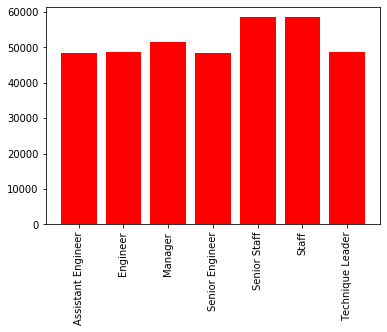 60000
50000
40000
30000
20000
10000
0
Assistant Engineer
Engineer
Manager
Senior Engineer
Senior Staff
Staff
Technique Leader